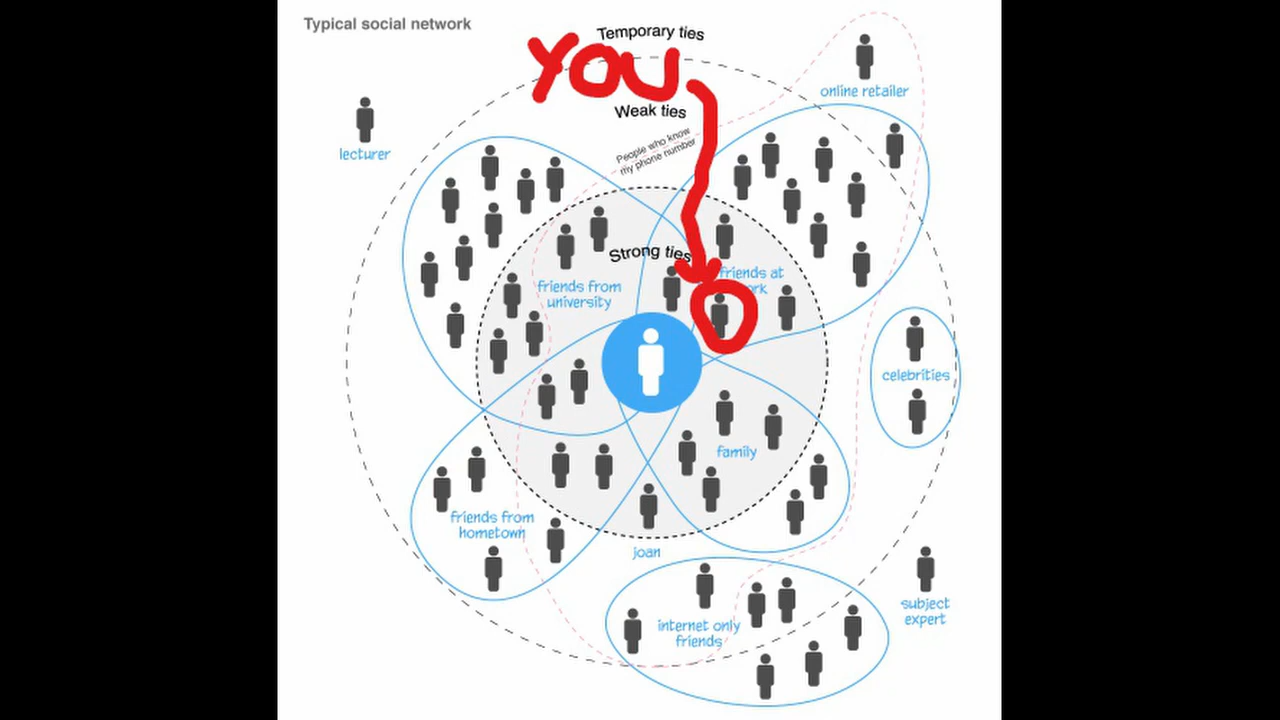 Typical social network
Temporary ties
YOU
online retailer
Weak ties
People who know
my phone number
lecturer
Strong ties
friends at
work
friends from
university
celebrities
family
friends from
hometown
joan
internet only
friends
subject
expert